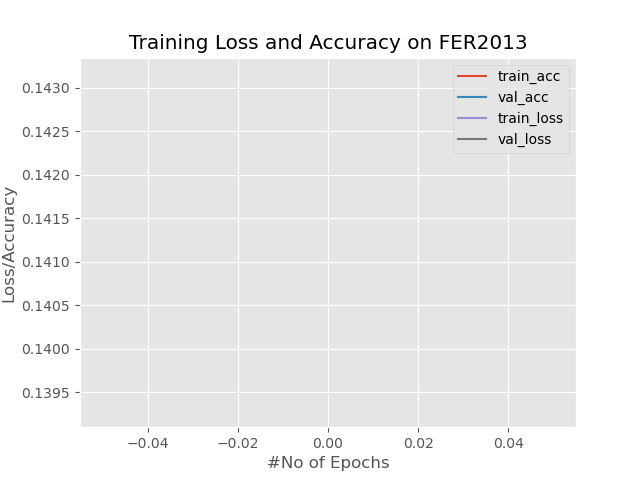 Training Loss and Accuracy on FER2013
train_acc
val_acc
train_loss
val_loss
0.1430
0.1425
0.1420
0.1415
0.1410
0.1405
0.1400
0.1395
Loss/Accuracy
−0.04
−0.02
0.00
0.02
0.04
#No of Epochs